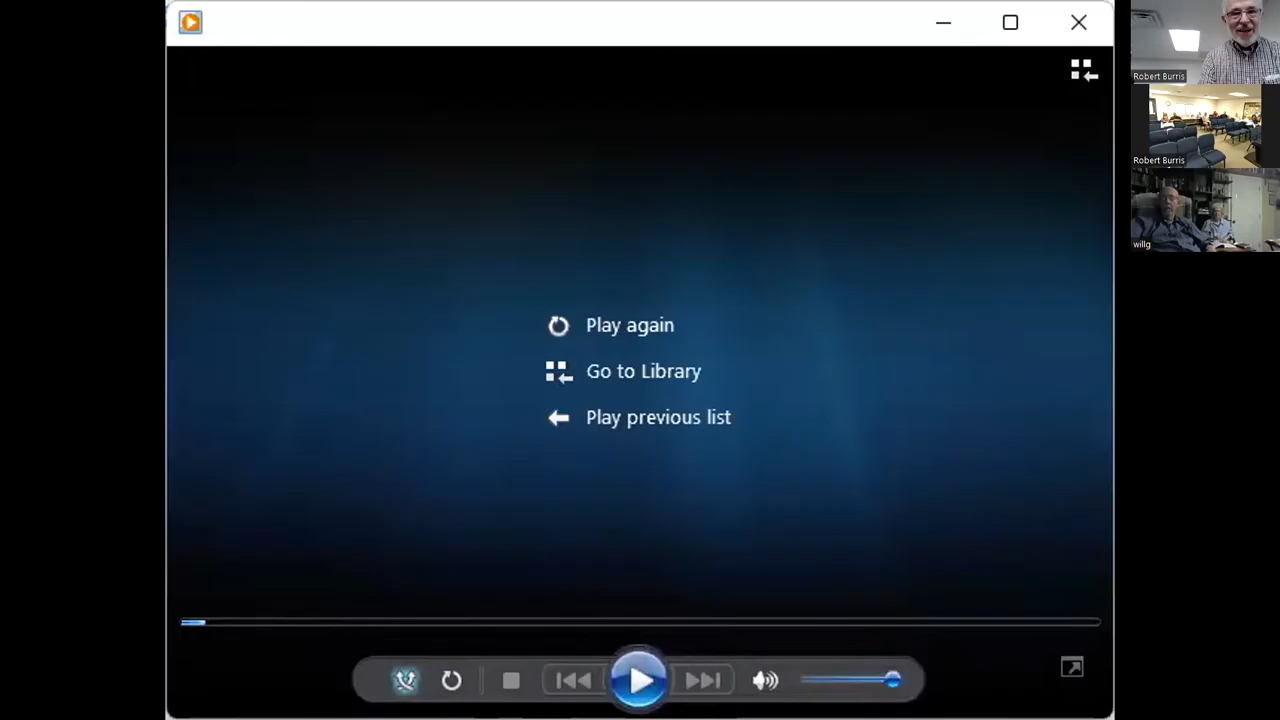 Robert Burris
Robert Burris
willg
Play again
Go to Library
Play previous list